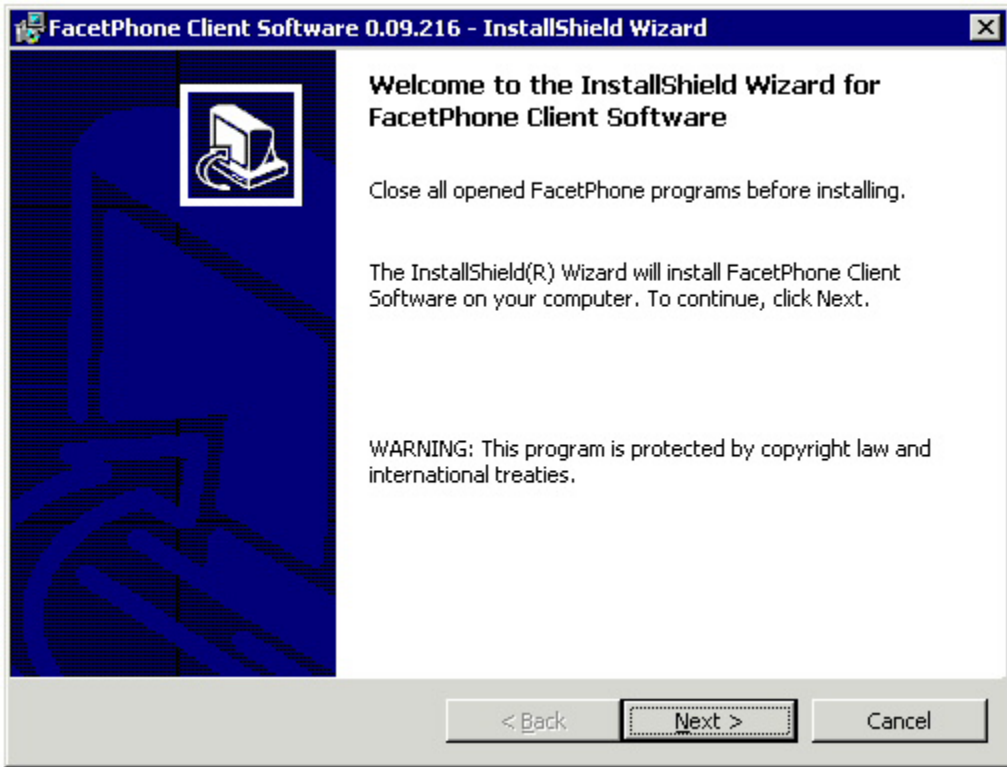 FacetPhone Client Software 0.09.216 - InstallShield Wizard
Welcome to the InstallShield Wizard for
FacetPhone Client Software
Close all opened FacetPhone programs before installing.
The InstallShield(R) Wizard will install FacetPhone Client
Software on your computer. To continue, click Next.
WARNING: This program is protected by copyright law and
international treaties.
< Back Next > Cancel